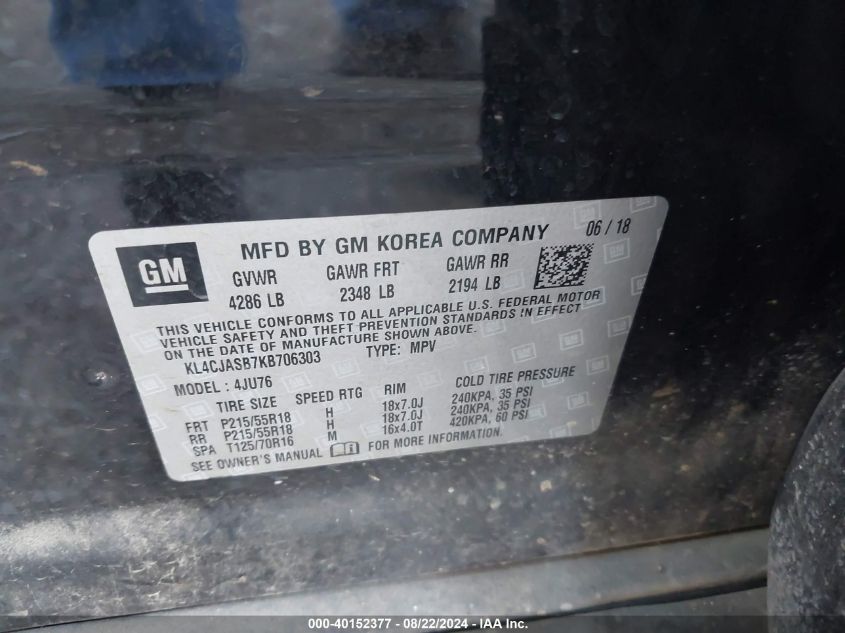 GM
MFD BY GM KOREA COMPANY 06 / 18
GVWR GAWR FRT GAWR RR
4286 LB 2348 LB 2194 LB
THIS VEHICLE CONFORMS TO ALL APPLICABLE U.S. FEDERAL MOTOR
VEHICLE SAFETY AND THEFT PREVENTION STANDARDS IN EFFECT
ON THE DATE OF MANUFACTURE SHOWN ABOVE.
KL4CJASB7KB706303 TYPE: MPV
MODEL : 4JU76
TIRE SIZE SPEED RTG RIM COLD TIRE PRESSURE
FRT P215/55R18 H 18x7.0J 240KPA, 35 PSI
RR P215/55R18 H 18x7.0J 240KPA, 35 PSI
SPA T125/70R16 M 16x4.0T 420KPA, 60 PSI
SEE OWNER'S MANUAL FOR MORE INFORMATION.
000-40152377 - 08/22/2024 - IAA Inc.